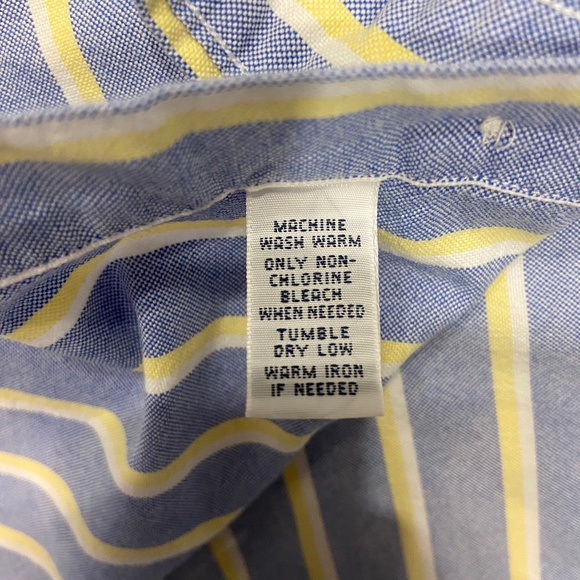 MACHINE
WASH WARM
ONLY NON-
CHLORINE
BLEACH
WHEN NEEDED
TUMBLE
DRY LOW
WARM IRON
IF NEEDED